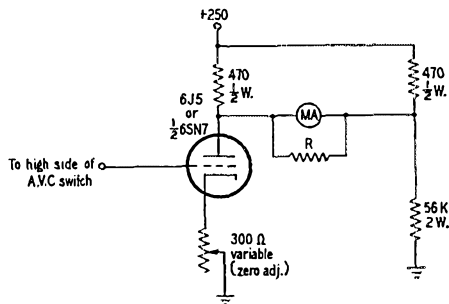 +250
470
½ W.
470
½ W.
6J5
or
½ 6SN7
MA
R
To high side of
A.V.C switch
56 K
2 W.
300 Ω
variable
(zero adj.)